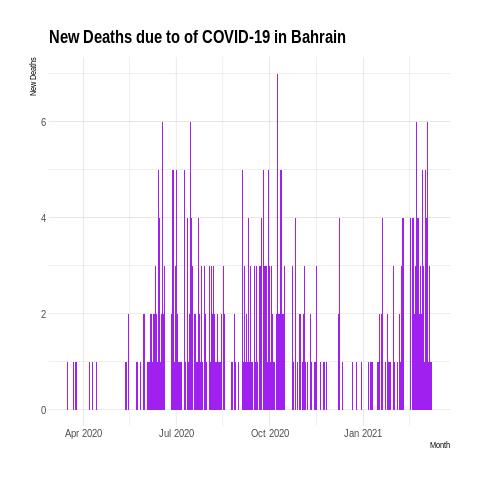 New Deaths due to of COVID-19 in Bahrain
New Deaths
6
4
2
0
Apr 2020 Jul 2020 Oct 2020 Jan 2021
Month